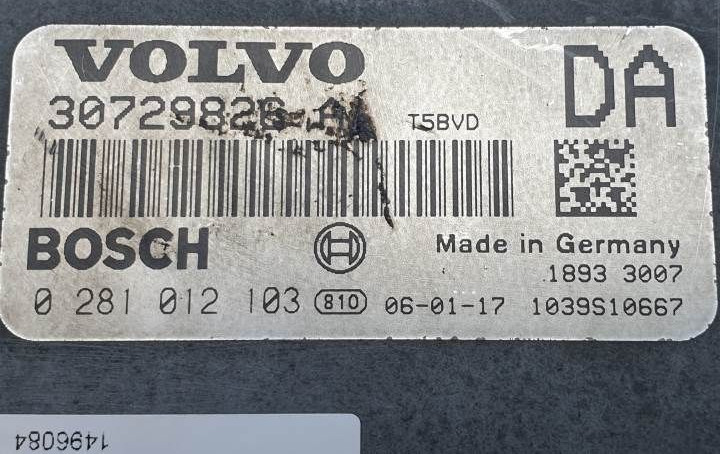 VOLVO
DA
30729826 A
T5BVD
BOSCH
Made in Germany
1893 3007
0 281 012 103 810 06-01-17 1039S10667
1496084